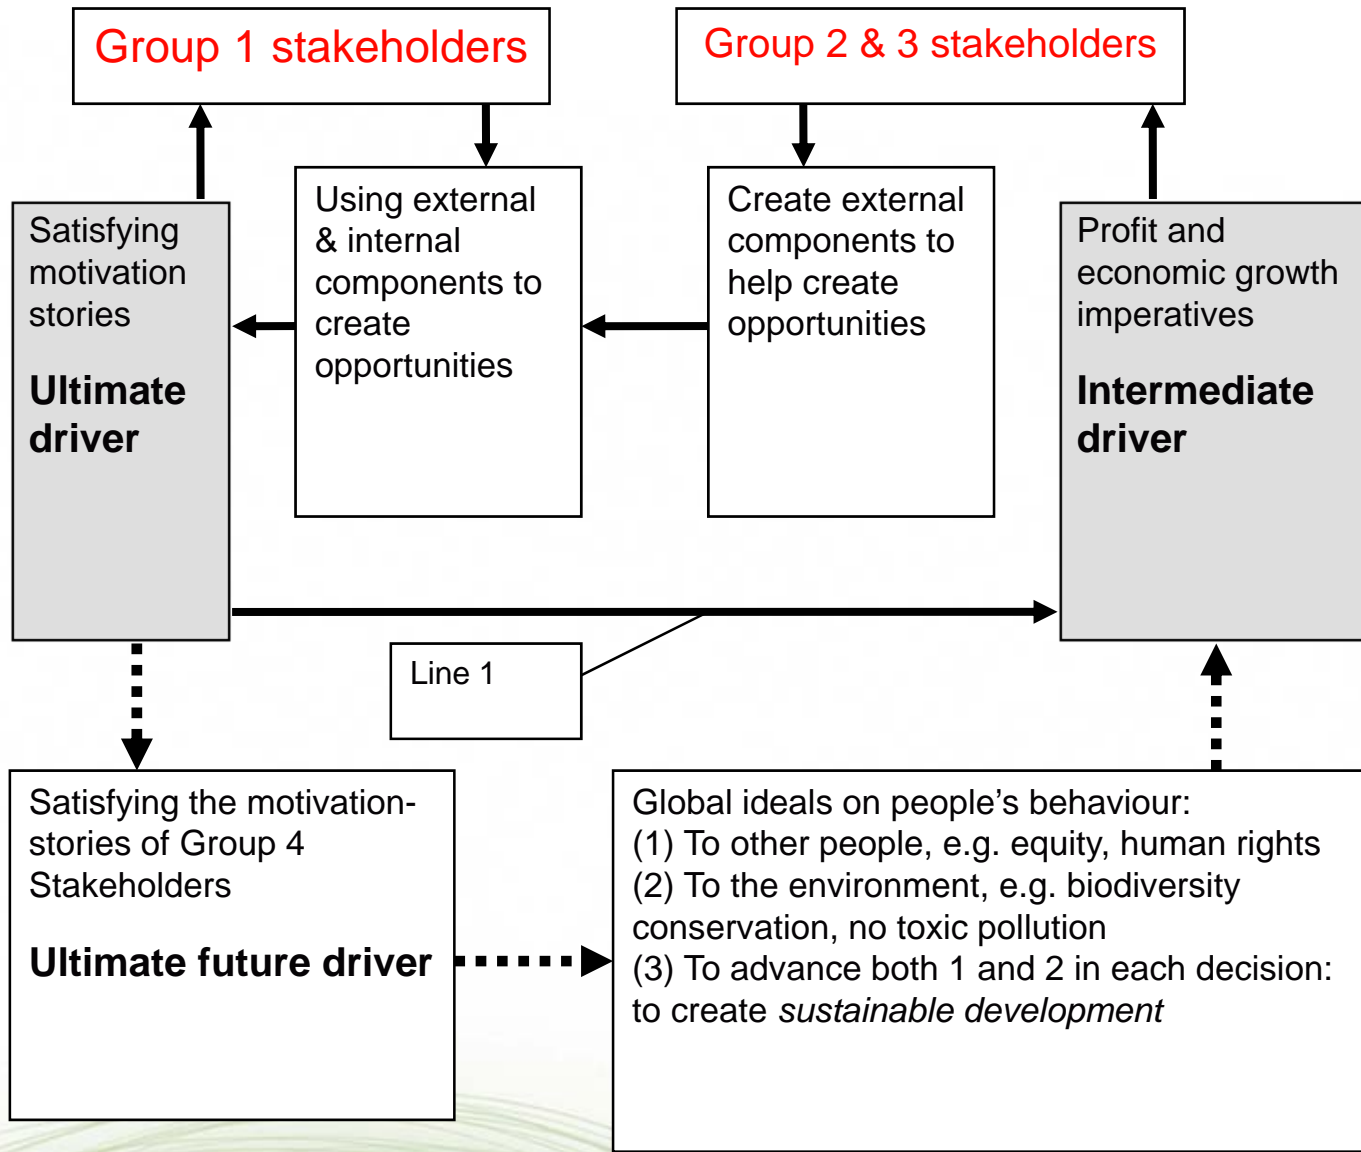 Group 1 stakeholders
Group 2 & 3 stakeholders
Satisfying
motivation
stories
Ultimate
driver
Using external
& internal
components to
create
opportunities
Create external
components to
help create
opportunities
Profit and
economic growth
imperatives
Intermediate
driver
Line 1
Satisfying the motivation-
stories of Group 4
Stakeholders
Ultimate future driver
Global ideals on people’s behaviour:
(1) To other people, e.g. equity, human rights
(2) To the environment, e.g. biodiversity
conservation, no toxic pollution
(3) To advance both 1 and 2 in each decision:
to create sustainable development